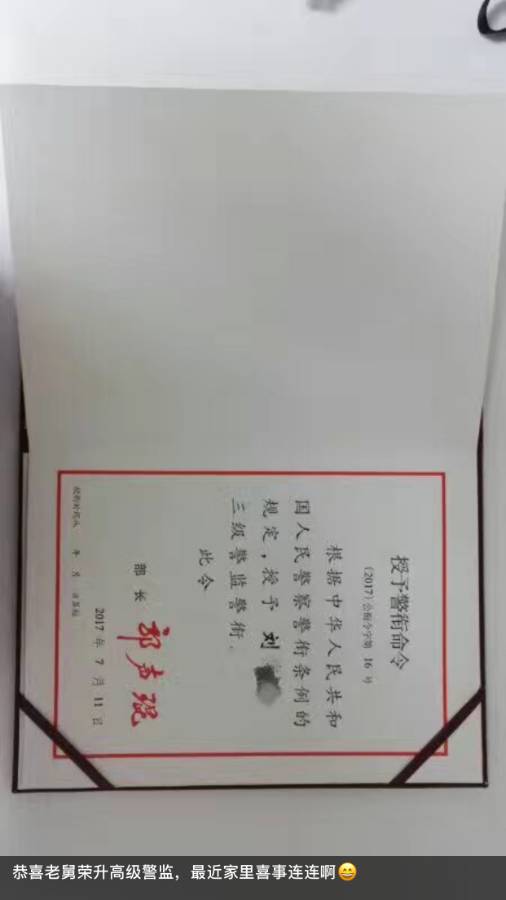 授予警衔命令
(2017)公衔令字第 16 号
根据中华人民共和
国人民警察警衔条例的
规定，授予 刘
三级警监警衔。
此令
部 长 郭声琨
2017 年 7 月 11 日
恭喜老舅荣升高级警监，最近家里喜事连连啊😄